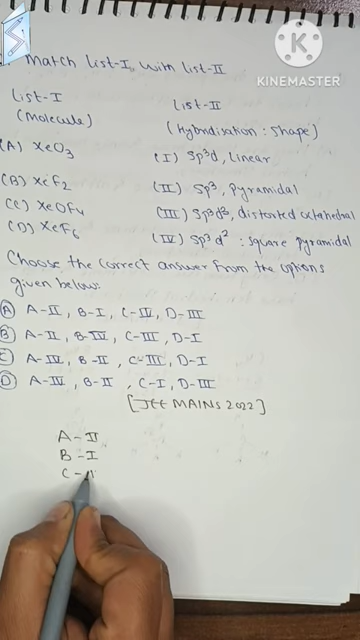 KINEMASTER
Match List-I, with list-II
List-I
(Molecule)
List-II
(Hybridisation : Shape)
(A) XeO3
(I) Sp³d, linear
(B) XeF2
(II) Sp³, Pyramidal
(C) XeOF4
(III) Sp³d³, distorted octahedral
(D) XeF6
(IV) Sp³d² : Square pyramidal
Choose the correct answer from the options
given below:
(A) A-II, B-I, C-IV, D-III
(B) A-II, B-IV, C-III, D-I
(C) A-IV, B-II, C-III, D-I
(D) A-IV, B-II, C-I, D-III
[JEE MAINS 2022]
A-II
B-I
C-